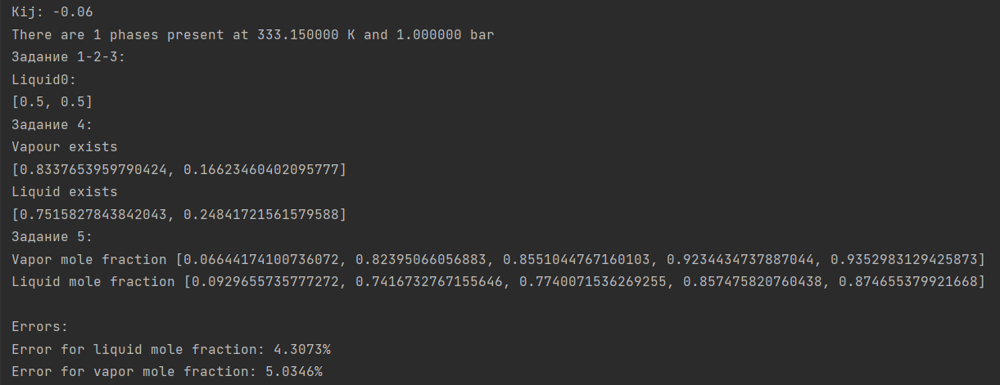 Kij: -0.06
There are 1 phases present at 333.150000 K and 1.000000 bar
Задание 1-2-3:
Liquid0:
[0.5, 0.5]
Задание 4:
Vapour exists
[0.8337653959790424, 0.16623460402095777]
Liquid exists
[0.7515827843842043, 0.24841721561579588]
Задание 5:
Vapor mole fraction [0.06644174100736072, 0.82395066056883, 0.8551044767160103, 0.9234434737887044, 0.9352983129425873]
Liquid mole fraction [0.0929655735777272, 0.7416732767155646, 0.7740071536269255, 0.857475820760438, 0.874655379921668]
Errors:
Error for liquid mole fraction: 4.3073%
Error for vapor mole fraction: 5.0346%